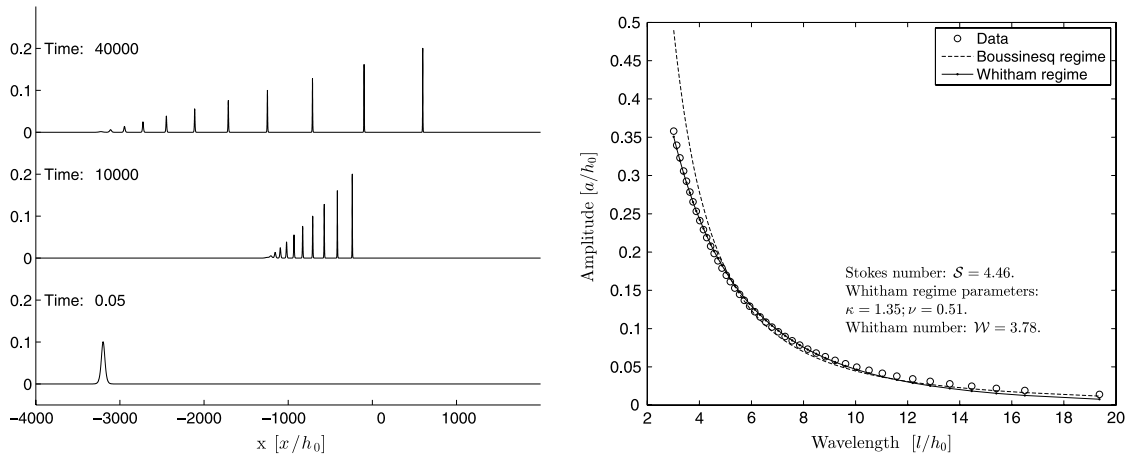 0.2
Time: 40000
0.1
0
0.2
Time: 10000
0.1
0
0.2
Time: 0.05
0.1
0
−4000 −3000 −2000 −1000 0 1000
x [x/h₀]
0.5
0.45
0.4
0.35
0.3
0.25
0.2
0.15
0.1
0.05
0
Amplitude [a/h₀]
Data
Boussinesq regime
Whitham regime
Stokes number: 𝒮 = 4.46.
Whitham regime parameters:
κ = 1.35; ν = 0.51.
Whitham number: 𝒲 = 3.78.
2 4 6 8 10 12 14 16 18 20
Wavelength [l/h₀]